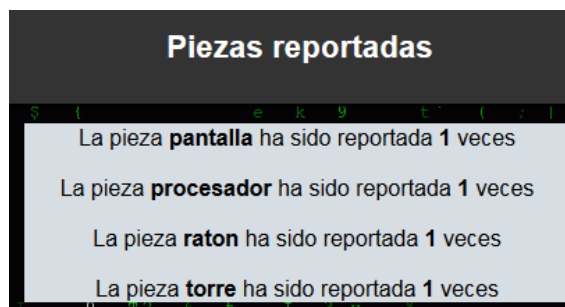 Piezas reportadas
$ { e k 9 t ( ; |
La pieza pantalla ha sido reportada 1 veces
La pieza procesador ha sido reportada 1 veces
La pieza raton ha sido reportada 1 veces
La pieza torre ha sido reportada 1 veces